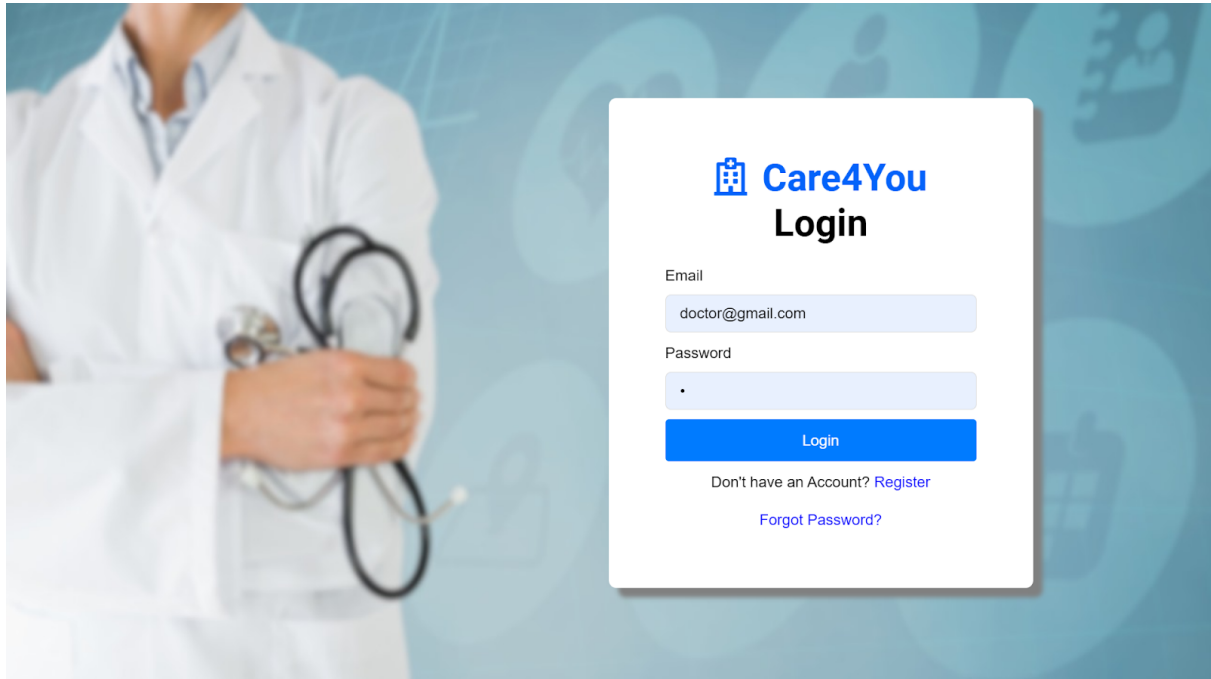 Care4You
Login
Email
doctor@gmail.com
Password
•
Login
Don't have an Account? Register
Forgot Password?